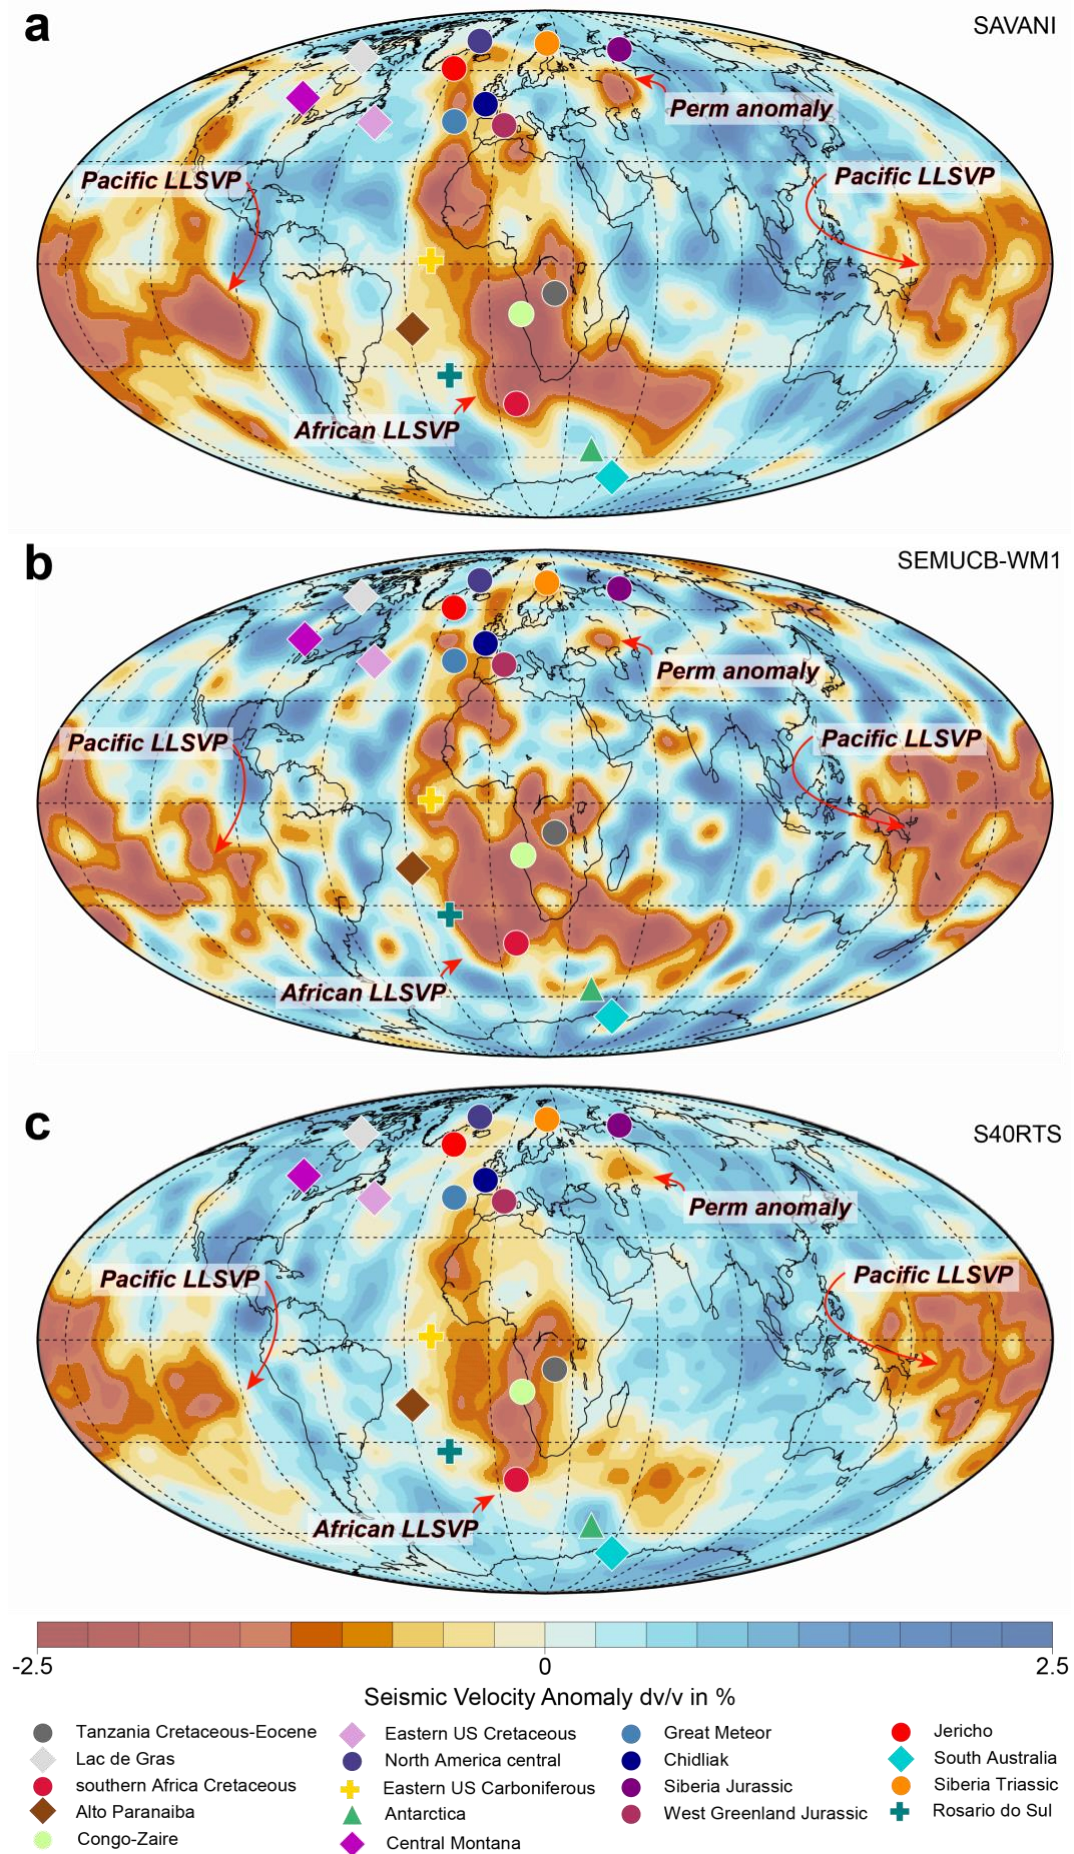 a
SAVANI
Perm anomaly
Pacific LLSVP
Pacific LLSVP
African LLSVP
b
SEMUCB-WM1
Perm anomaly
Pacific LLSVP
Pacific LLSVP
African LLSVP
c
S40RTS
Perm anomaly
Pacific LLSVP
Pacific LLSVP
African LLSVP
-2.5 0 2.5
Seismic Velocity Anomaly dv/v in %
Tanzania Cretaceous-Eocene
Lac de Gras
southern Africa Cretaceous
Alto Paranaiba
Congo-Zaire
Eastern US Cretaceous
North America central
Eastern US Carboniferous
Antarctica
Central Montana
Great Meteor
Chidliak
Siberia Jurassic
West Greenland Jurassic
Jericho
South Australia
Siberia Triassic
Rosario do Sul